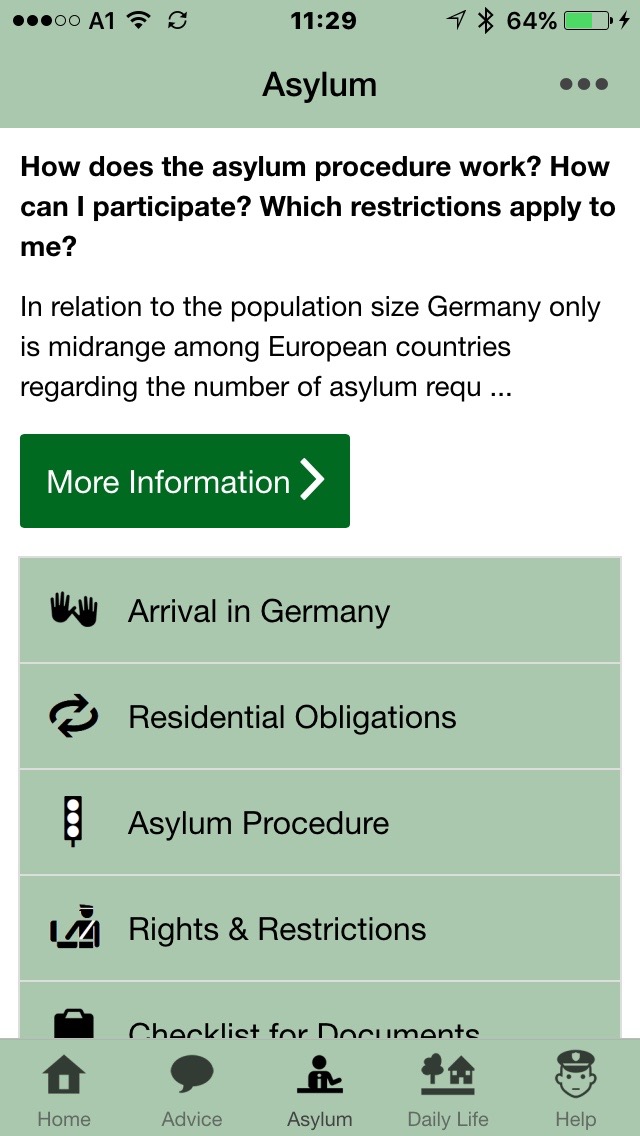 A1 11:29 64%
Asylum
How does the asylum procedure work? How
can I participate? Which restrictions apply to
me?
In relation to the population size Germany only
is midrange among European countries
regarding the number of asylum requ ...
More Information
Arrival in Germany
Residential Obligations
Asylum Procedure
Rights & Restrictions
Checklist for Documents
Home Advice Asylum Daily Life Help